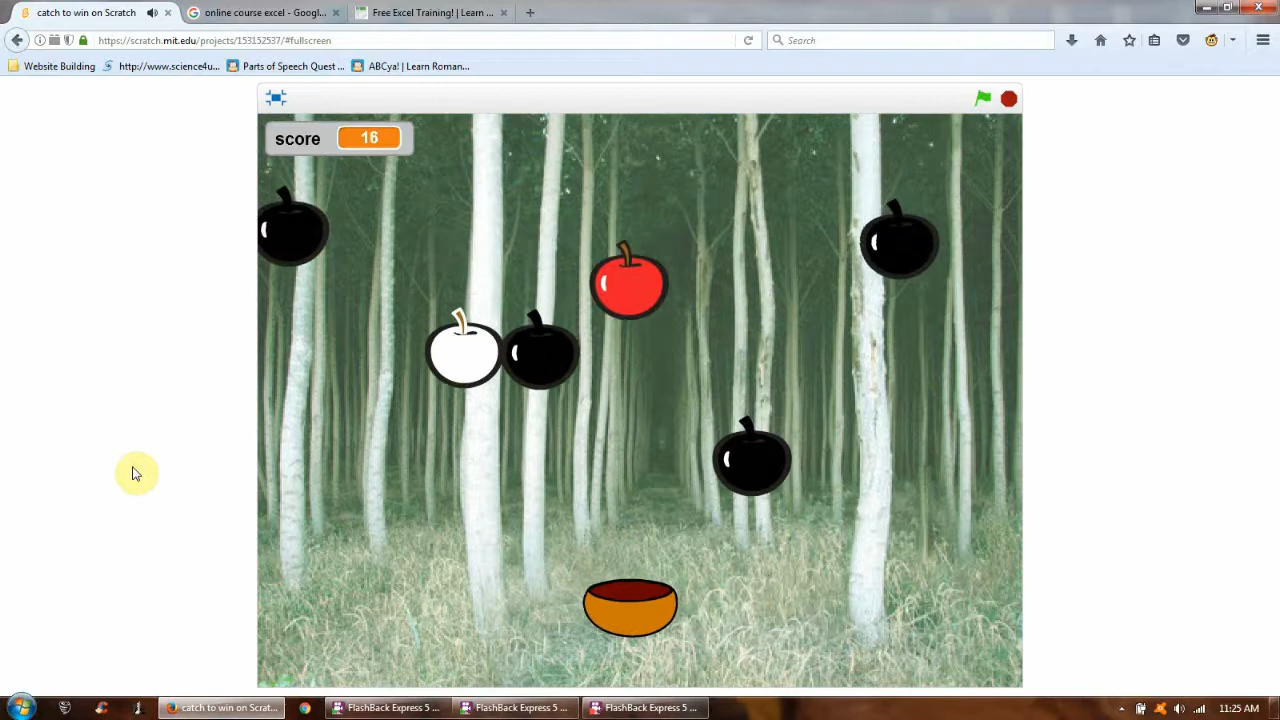 catch to win on Scratch
online course excel - Googl...
Free Excel Training! | Learn ...
https://scratch.mit.edu/projects/153152537/#fullscreen
Search
Website Building
http://www.science4u...
Parts of Speech Quest ...
ABCya! | Learn Roman...
score 16
catch to win on Scrat...
FlashBack Express 5 ...
FlashBack Express 5 ...
FlashBack Express 5 ...
11:25 AM